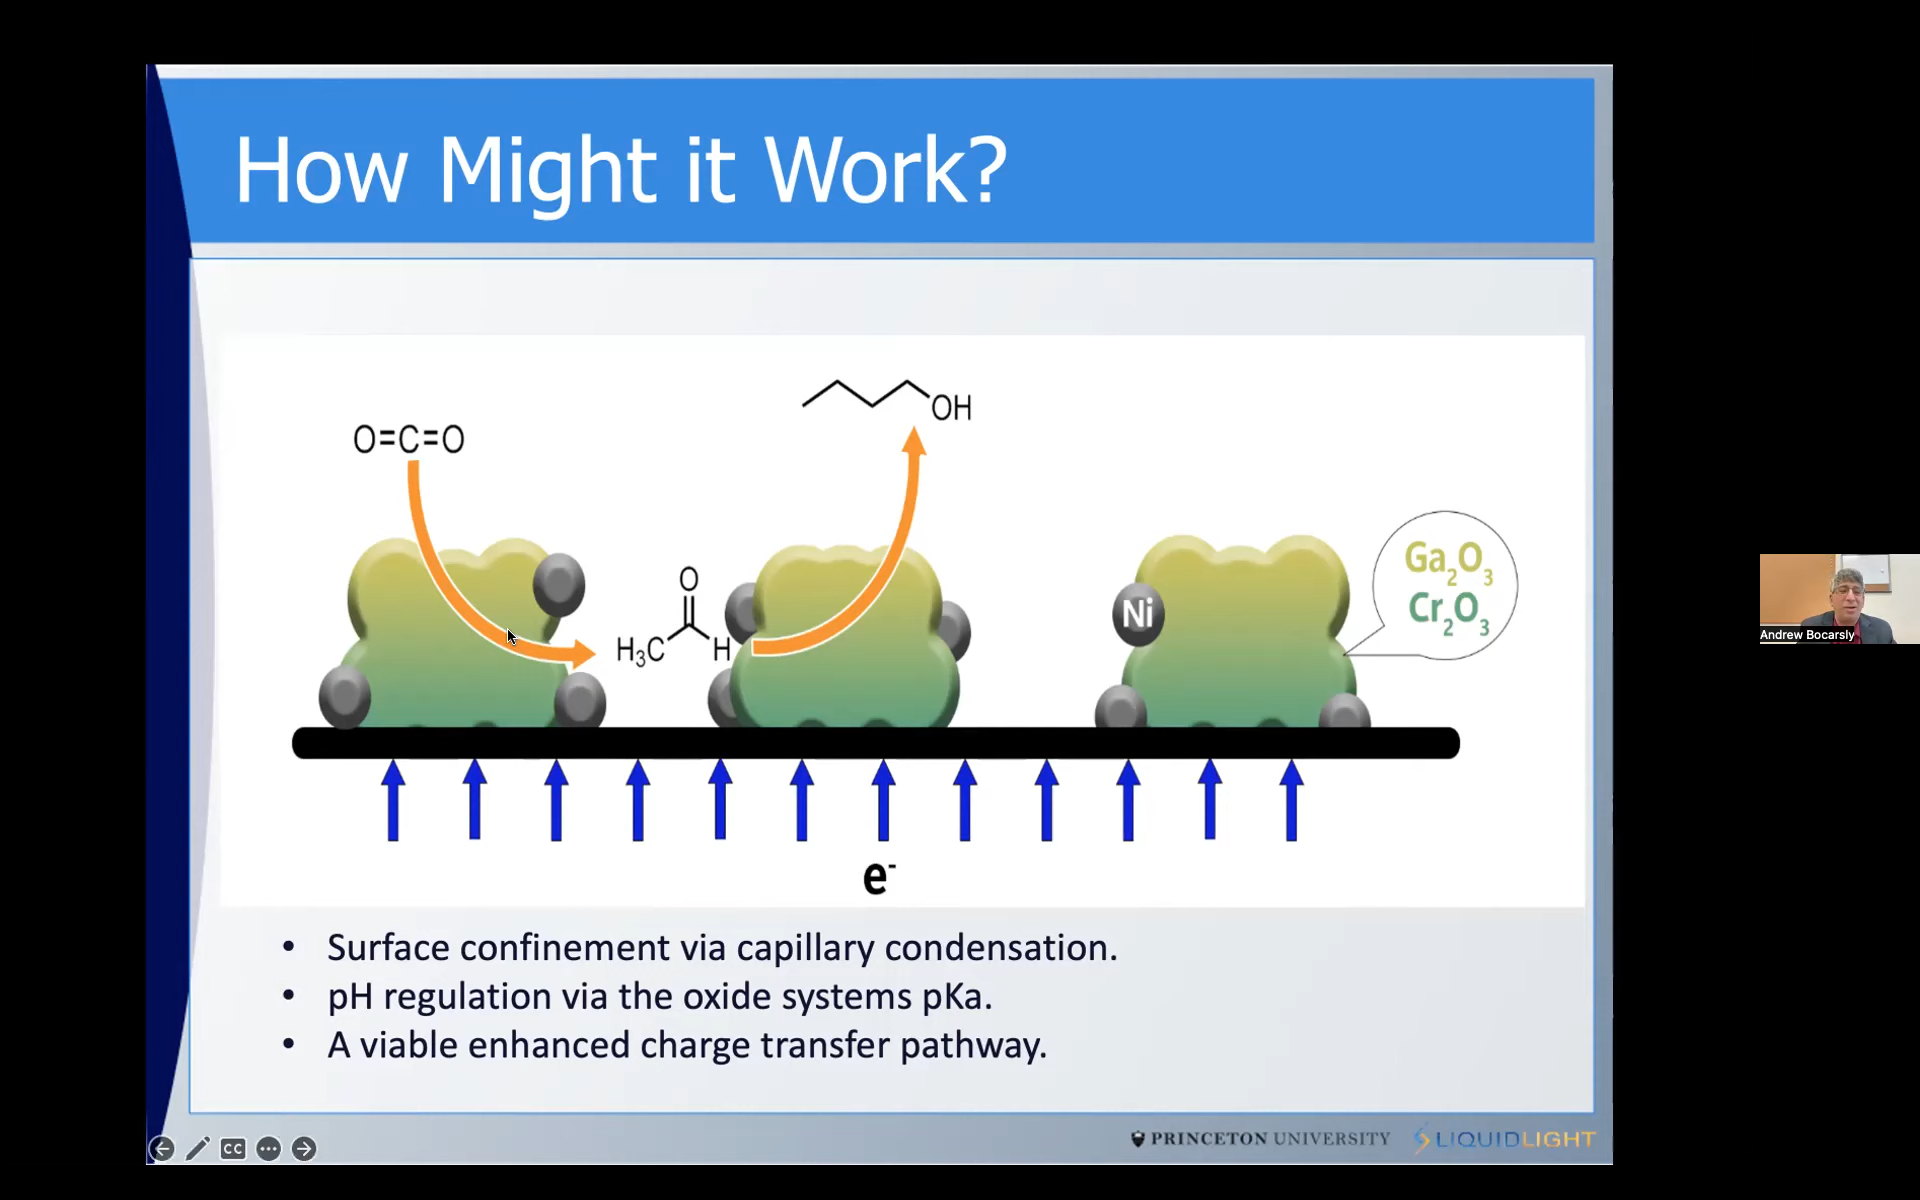 How Might it Work?
OH
O=C=O
O
H₃C
H
Ni
Ga₂O₃
Cr₂O₃
e⁻
• Surface confinement via capillary condensation.
• pH regulation via the oxide systems pKa.
• A viable enhanced charge transfer pathway.
PRINCETON UNIVERSITY
LIQUIDLIGHT
CC
Andrew Bocarsly